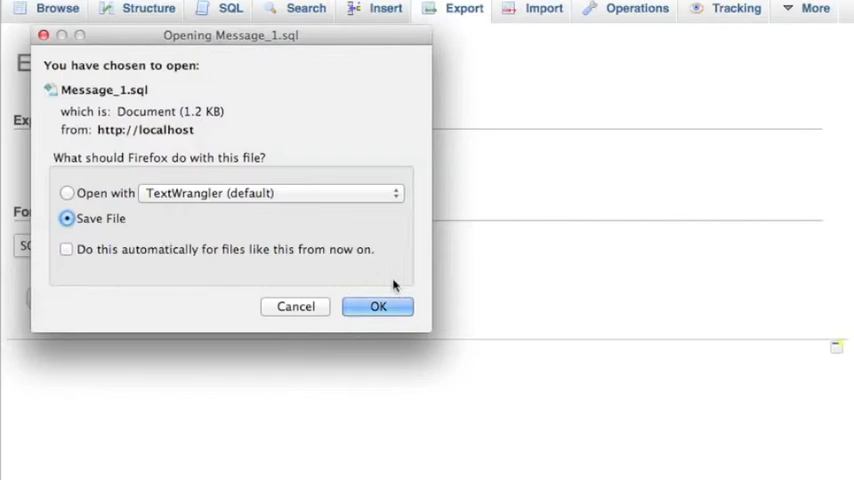 Browse Structure SQL Search Insert Export Import Operations Tracking More
Opening Message_1.sql
You have chosen to open:
Message_1.sql
which is: Document (1.2 KB)
from: http://localhost
What should Firefox do with this file?
Open with TextWrangler (default)
Save File
Do this automatically for files like this from now on.
Cancel OK